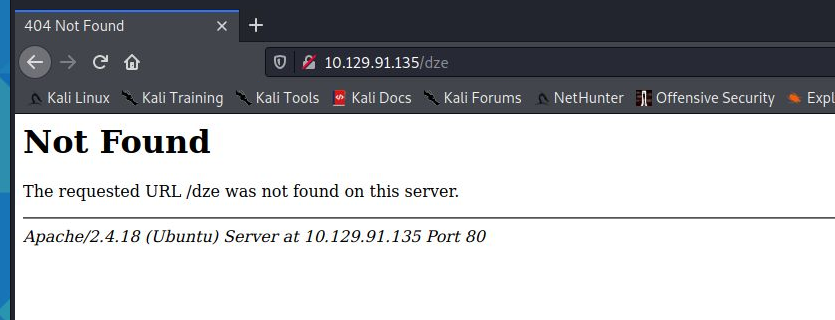 404 Not Found
10.129.91.135/dze
Kali Linux Kali Training Kali Tools Kali Docs Kali Forums NetHunter Offensive Security
Not Found
The requested URL /dze was not found on this server.
Apache/2.4.18 (Ubuntu) Server at 10.129.91.135 Port 80